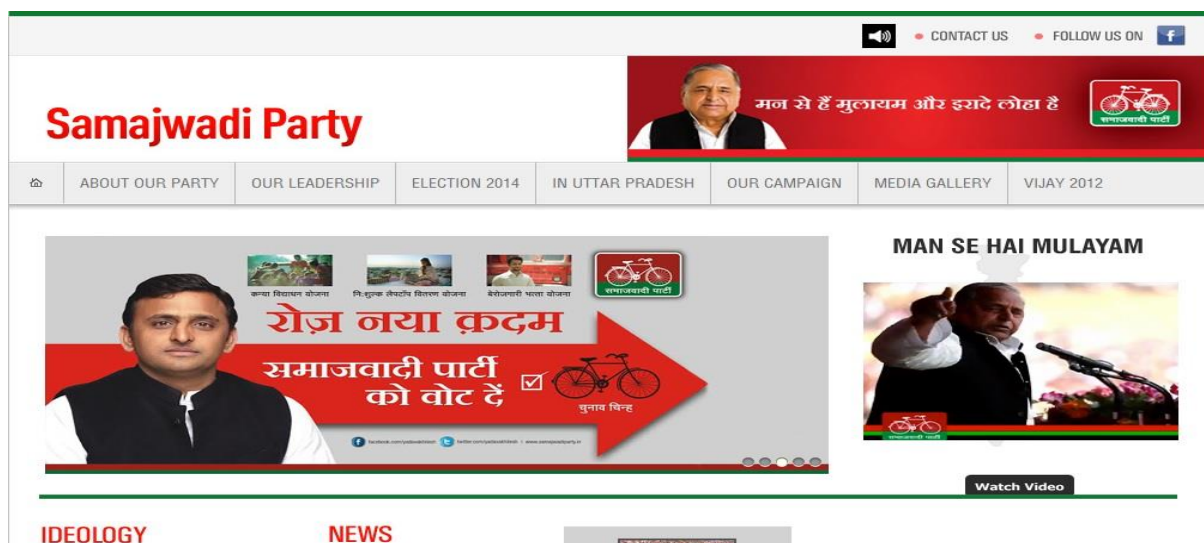 CONTACT US
FOLLOW US ON
f
Samajwadi Party
मन से हैं मुलायम और इरादे लोहा है
समाजवादी पार्टी
ABOUT OUR PARTY
OUR LEADERSHIP
ELECTION 2014
IN UTTAR PRADESH
OUR CAMPAIGN
MEDIA GALLERY
VIJAY 2012
कन्या विद्याधन योजना
नि:शुल्क लैपटॉप वितरण योजना
बेरोजगारी भत्ता योजना
समाजवादी पार्टी
रोज़ नया क़दम
समाजवादी पार्टी
को वोट दें
चुनाव चिन्ह
MAN SE HAI MULAYAM
समाजवादी पार्टी
Watch Video
IDEOLOGY
NEWS